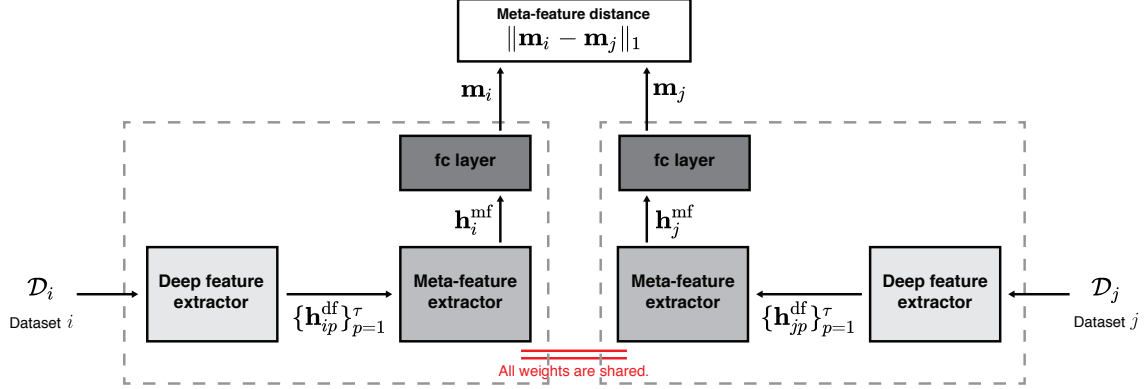 Meta-feature distance
‖m_i − m_j‖_1
m_i
m_j
fc layer
fc layer
h_i^mf
h_j^mf
Deep feature
extractor
Meta-feature
extractor
Meta-feature
extractor
Deep feature
extractor
𝒟_i
Dataset i
{h_ip^df}_{p=1}^τ
{h_jp^df}_{p=1}^τ
𝒟_j
Dataset j
All weights are shared.